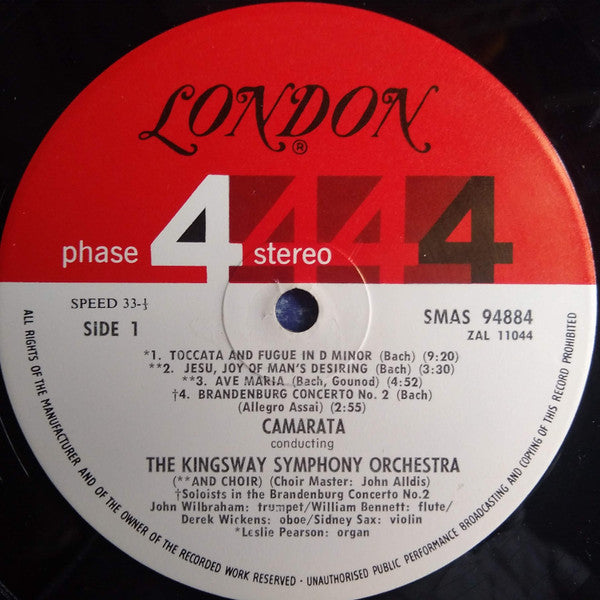 LONDON
®
phase 4 stereo 4 4 4
SPEED 33-⅓
SiDE 1
SMAS 94884
ZAL 11044
*1. TOCCATA AND FUGUE IN D MINOR (Bach) (9:20)
**2. JESU, JOY OF MAN'S DESIRING (Bach) (3:30)
**3. AVE MARIA (Bach, Gounod) (4:52)
†4. BRANDENBURG CONCERTO No. 2 (Bach)
(Allegro Assai) (2:55)
CAMARATA
conducting
THE KINGSWAY SYMPHONY ORCHESTRA
(**AND CHOIR) (Choir Master: John Alldis)
†Soloists in the Brandenburg Concerto No.2
John Wilbraham: trumpet/William Bennett: flute/
Derek Wickens: oboe/Sidney Sax: violin
*Leslie Pearson: organ
ALL RIGHTS OF THE MANUFACTURER AND OF THE OWNER OF THE RECORDED WORK RESERVED - UNAUTHORISED PUBLIC PERFORMANCE BROADCASTING AND COPYING OF THIS RECORD PROHIBITED